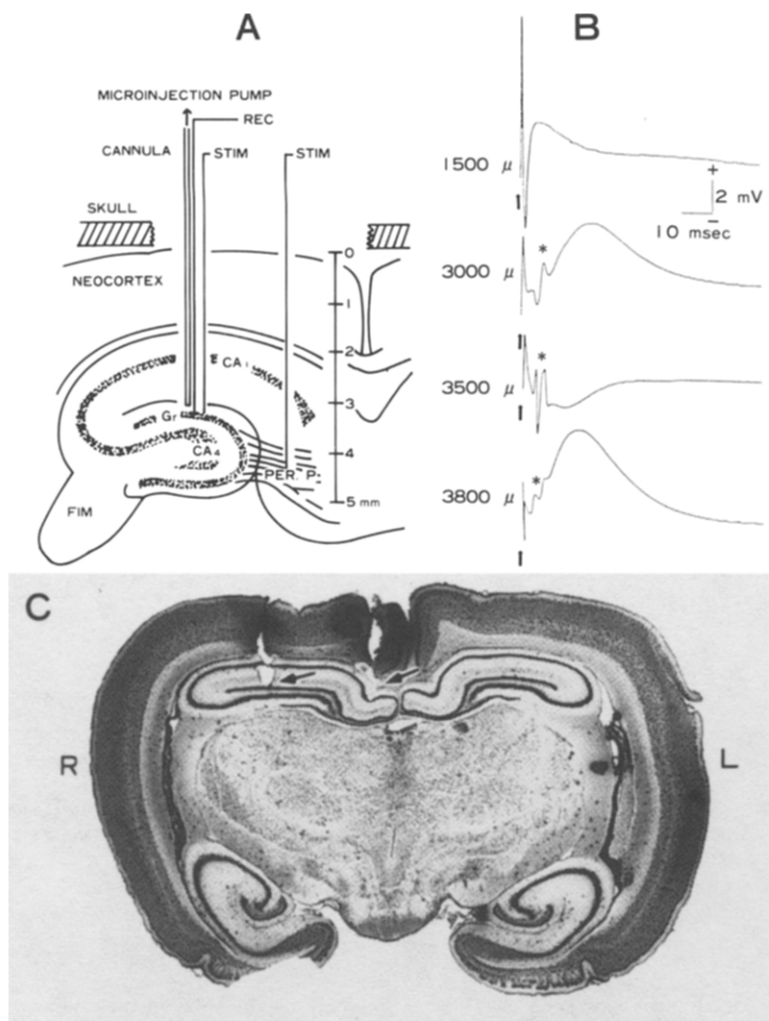 A
MICROINJECTION PUMP
REC
CANNULA
STIM
STIM
SKULL
NEOCORTEX
0
1
2
3
4
5 mm
CA
Gr
CA4
PER. P.
FIM
B
1500 μ
+
2 mV
−
10 msec
*
3000 μ
*
3500 μ
*
3800 μ
C
R
L